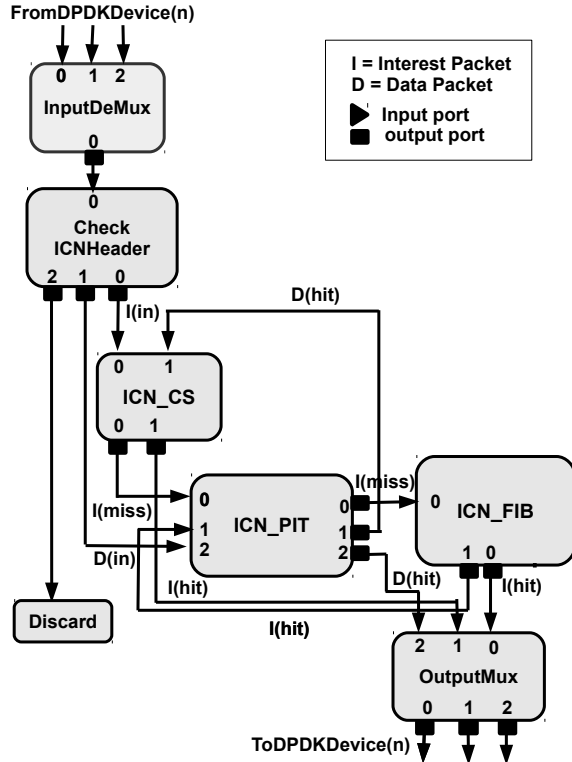 FromDPDKDevice(n)
0 1 2
InputDeMux
0
I = Interest Packet
D = Data Packet
Input port
output port
0
Check
ICNHeader
2 1 0
I(in)
D(hit)
0 1
ICN_CS
0 1
I(miss)
D(in)
I(hit)
0
1
2
ICN_PIT
0
1
2
I(miss)
D(hit)
0
ICN_FIB
1 0
I(hit)
I(hit)
Discard
2 1 0
OutputMux
0 1 2
ToDPDKDevice(n)